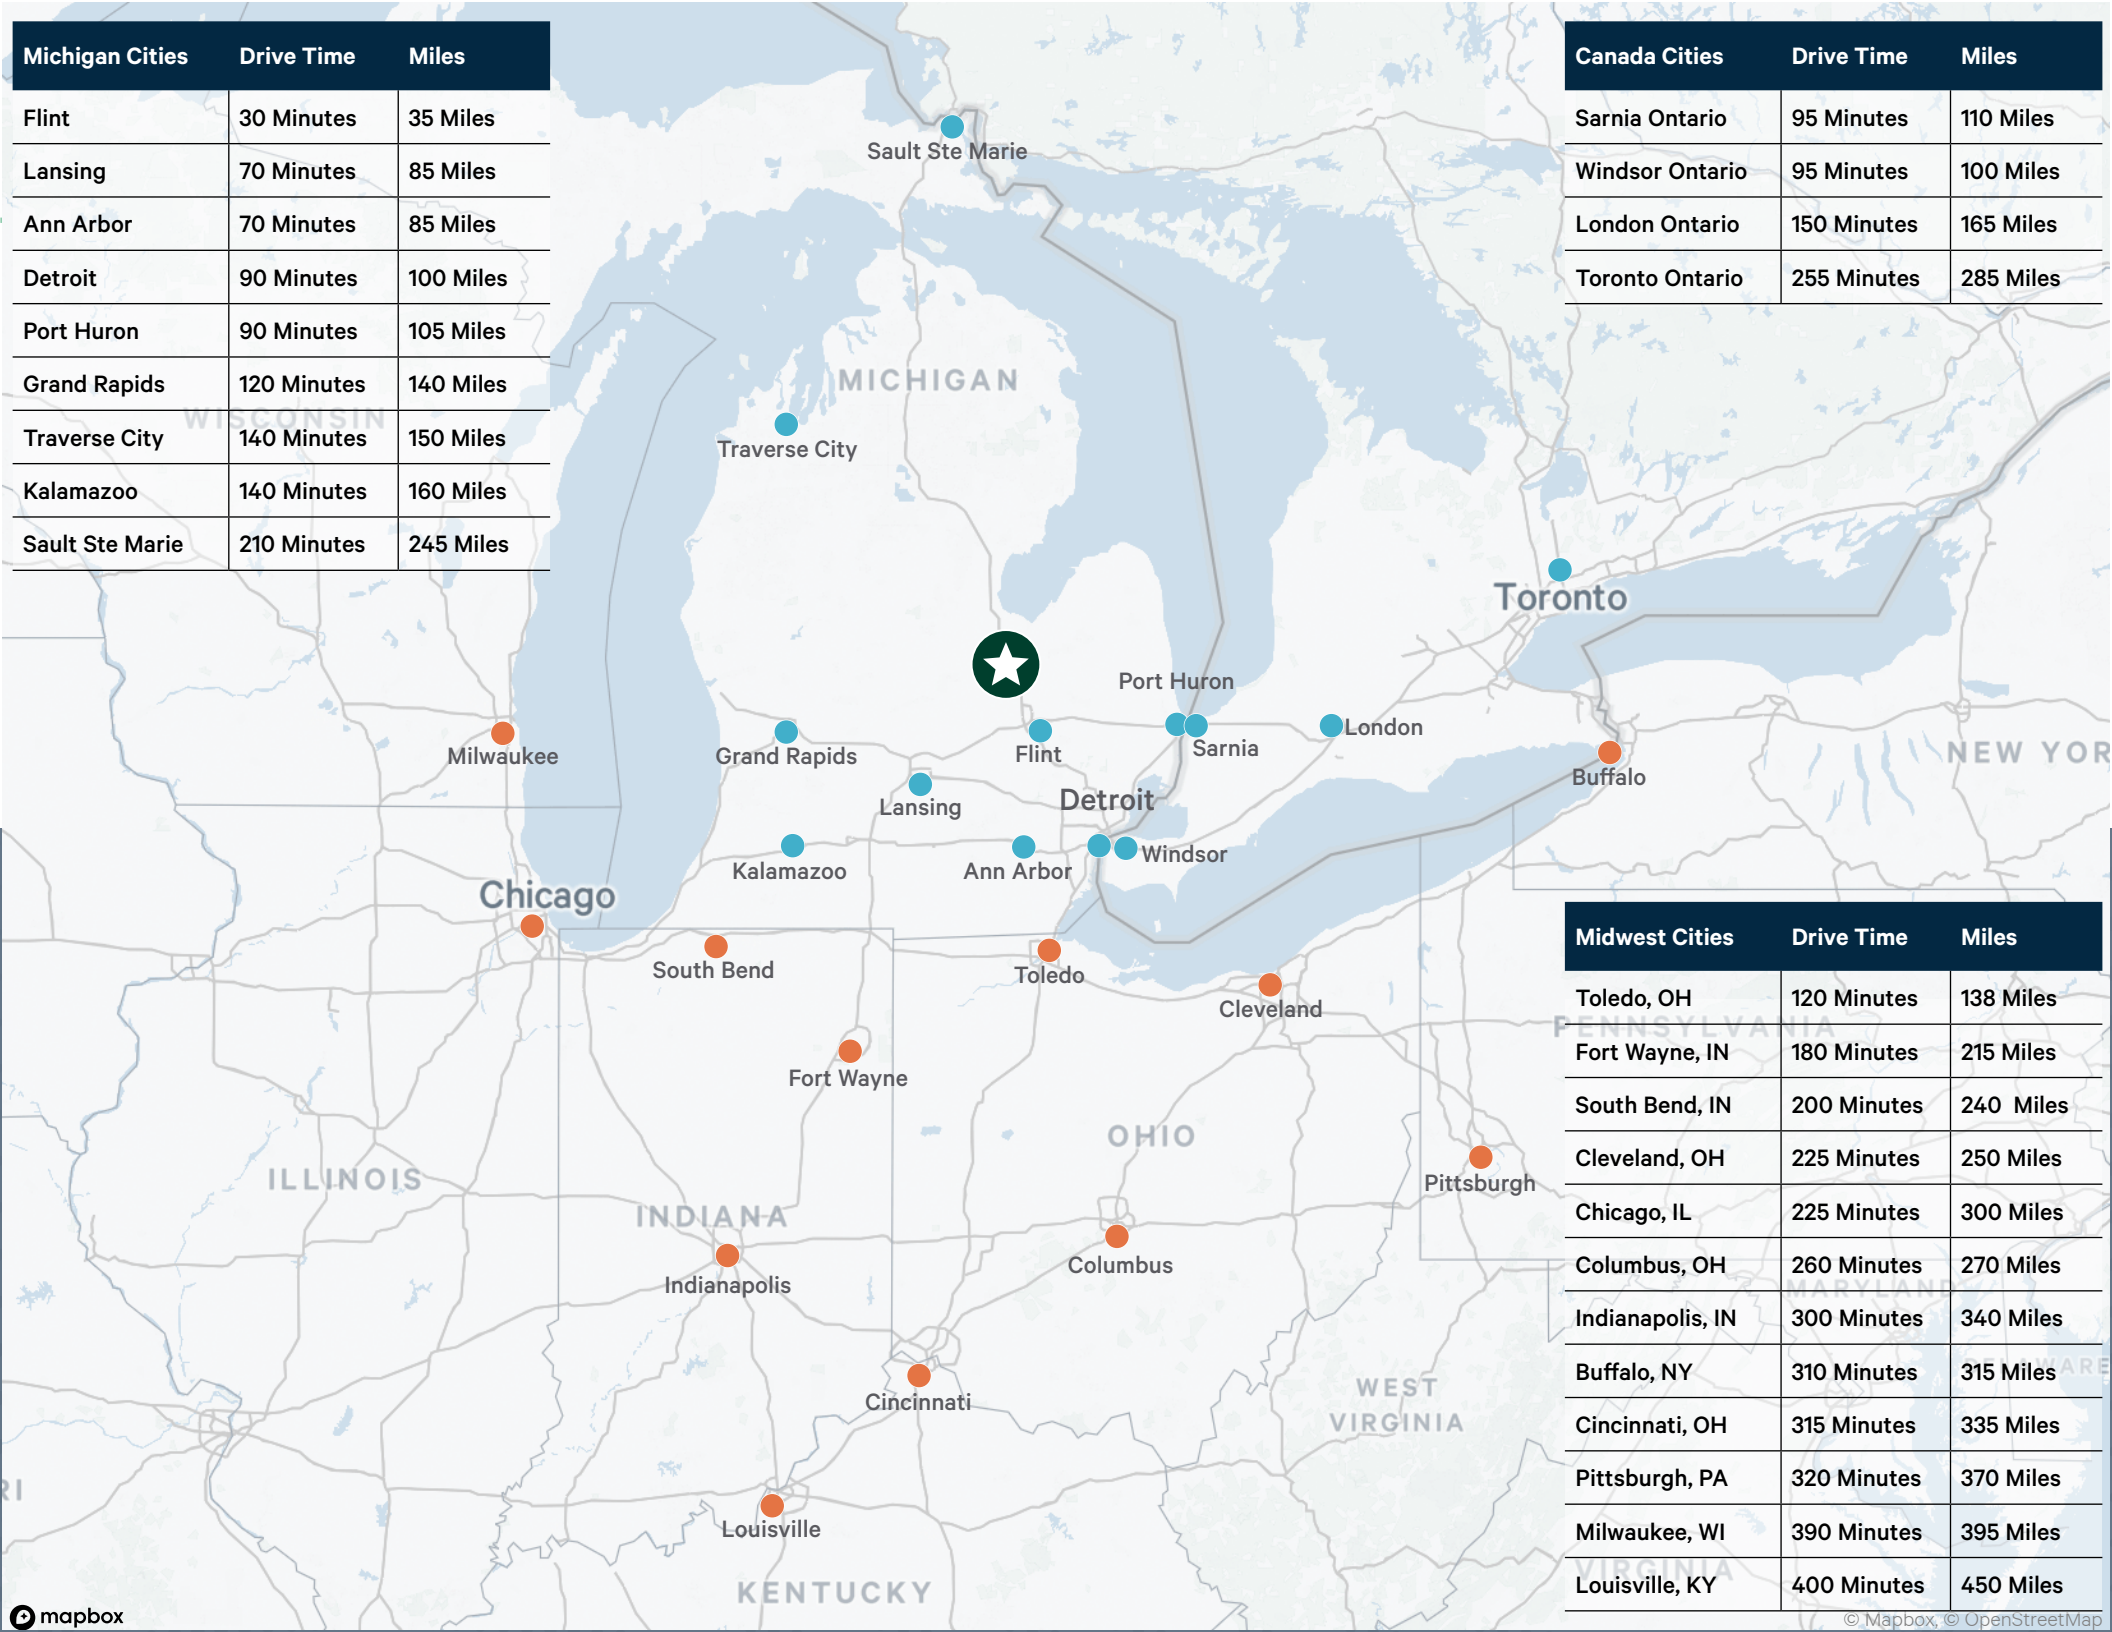 Michigan Cities Drive Time Miles
Flint 30 Minutes 35 Miles
Lansing 70 Minutes 85 Miles
Ann Arbor 70 Minutes 85 Miles
Detroit 90 Minutes 100 Miles
Port Huron 90 Minutes 105 Miles
Grand Rapids 120 Minutes 140 Miles
Traverse City 140 Minutes 150 Miles
Kalamazoo 140 Minutes 160 Miles
Sault Ste Marie 210 Minutes 245 Miles
Canada Cities Drive Time Miles
Sarnia Ontario 95 Minutes 110 Miles
Windsor Ontario 95 Minutes 100 Miles
London Ontario 150 Minutes 165 Miles
Toronto Ontario 255 Minutes 285 Miles
Sault Ste Marie
MICHIGAN
WISCONSIN
Traverse City
Toronto
Port Huron
Milwaukee
Grand Rapids
Flint
Sarnia
London
Buffalo
NEW YOR
Lansing
Detroit
Kalamazoo
Ann Arbor
Windsor
Chicago
South Bend
Toledo
Cleveland
Fort Wayne
OHIO
ILLINOIS
INDIANA
Pittsburgh
Indianapolis
Columbus
Cincinnati
WEST
VIRGINIA
RI
Louisville
KENTUCKY
Midwest Cities Drive Time Miles
Toledo, OH 120 Minutes 138 Miles
PENNSYLVANIA
Fort Wayne, IN 180 Minutes 215 Miles
South Bend, IN 200 Minutes 240 Miles
Cleveland, OH 225 Minutes 250 Miles
Chicago, IL 225 Minutes 300 Miles
Columbus, OH 260 Minutes 270 Miles
MARYLAND
Indianapolis, IN 300 Minutes 340 Miles
Buffalo, NY 310 Minutes 315 Miles
DELAWARE
Cincinnati, OH 315 Minutes 335 Miles
Pittsburgh, PA 320 Minutes 370 Miles
Milwaukee, WI 390 Minutes 395 Miles
VIRGINIA
Louisville, KY 400 Minutes 450 Miles
mapbox
© Mapbox, © OpenStreetMap